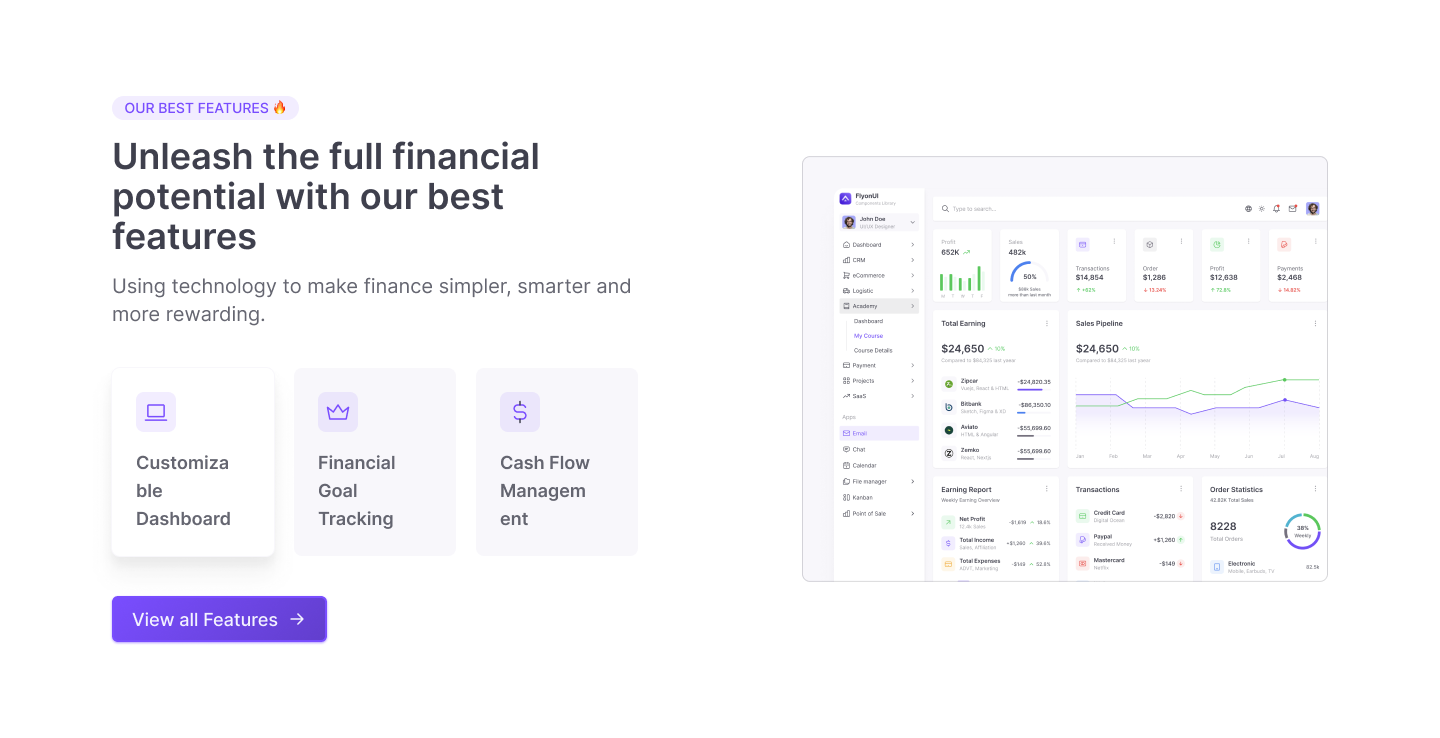 OUR BEST FEATURES 🔥
Unleash the full financial
potential with our best
features
Using technology to make finance simpler, smarter and
more rewarding.
Customiza
ble
Dashboard
Financial
Goal
Tracking
Cash Flow
Managem
ent
View all Features
FlyonUI
Components Library
John Doe
UI/UX Designer
Dashboard
CRM
eCommerce
Logistic
Academy
Dashboard
My Course
Course Details
Payment
Projects
SaaS
Apps
Email
Chat
Calendar
File manager
Kanban
Point of Sale
Type to search...
Profit
652K
M T W T F
Sales
482k
50%
$89k Sales
more than last month
Transactions
$14,854
+62%
Order
$1,286
13.24%
Profit
$12,638
72.8%
Payments
$2,468
14.82%
Total Earning
$24,650 10%
Compared to $84,325 last yeear
Zipcar -$24,820.35
Vuejs, React & HTML
Bitbank -$86,350.10
Sketch, Figma & XD
Aviato -$55,699.60
HTML & Angular
Zemko -$55,699.60
React, Nextjs
Sales Pipeline
$24,650 10%
Compared to $84,325 last yeear
Jan Feb Mar Apr May Jun Jul Aug
Earning Report
Weekly Earning Overview
Net Profit -$1,619 18.6%
12.4k Sales
Total Income +$1,260 39.6%
Sales, Affiliation
Total Expenses -$149 52.8%
ADVT, Marketing
Transactions
Credit Card -$2,820
Digital Ocean
Paypal +$1,260
Received Money
Mastercard -$149
Netflix
Order Statistics
42.82K Total Sales
8228
Total Orders
38%
Weekly
Electronic 82.5k
Mobile, Earbuds, TV